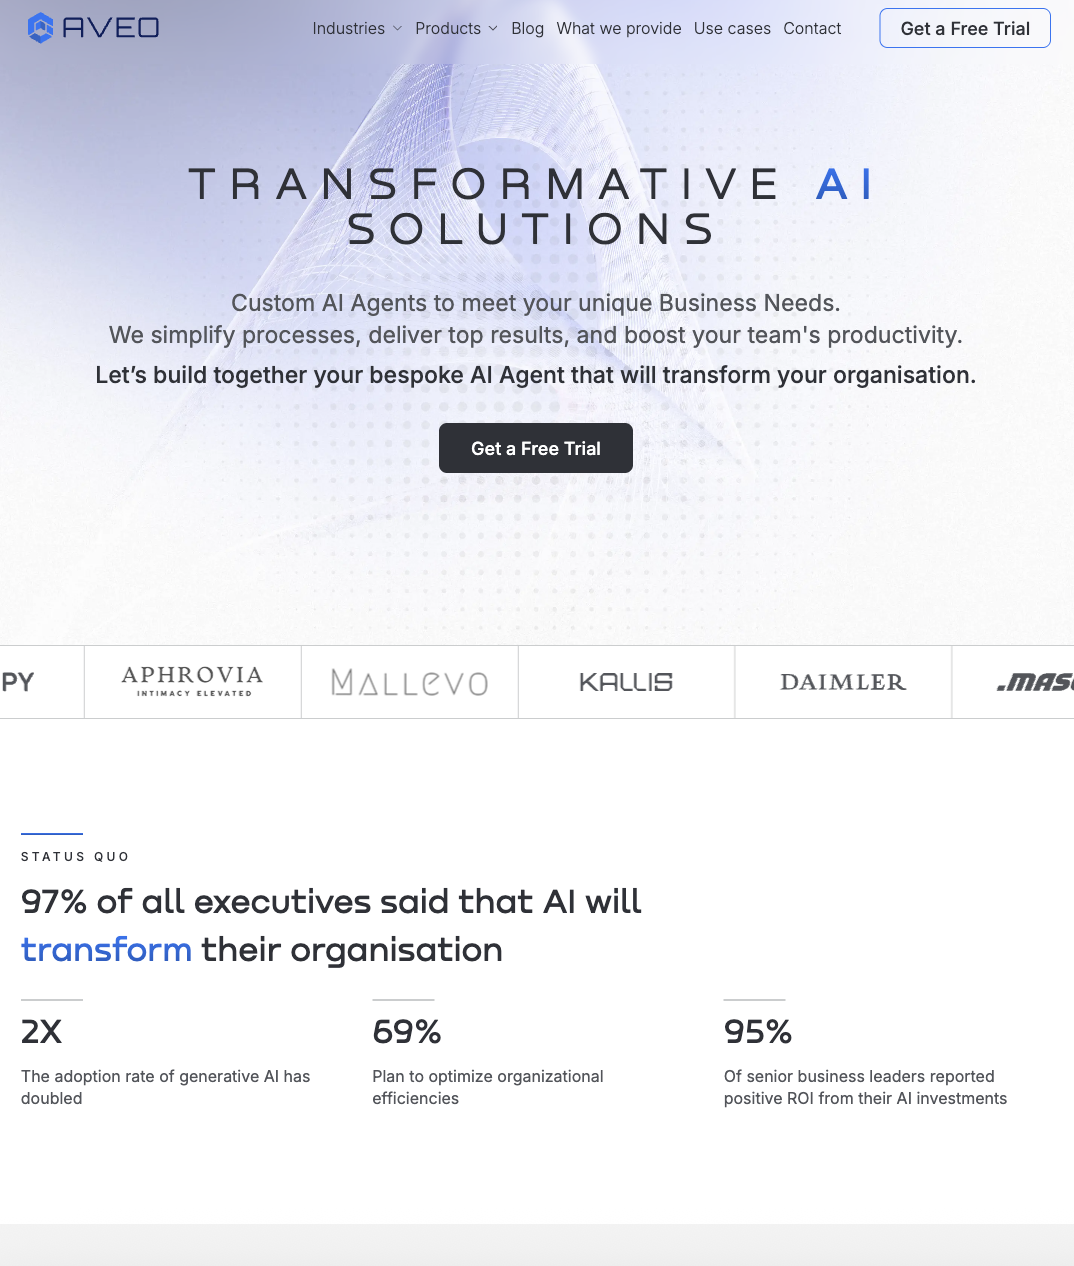 AVEO
Industries Products Blog What we provide Use cases Contact Get a Free Trial
TRANSFORMATIVE AI
SOLUTIONS
Custom AI Agents to meet your unique Business Needs.
We simplify processes, deliver top results, and boost your team's productivity.
Let’s build together your bespoke AI Agent that will transform your organisation.
Get a Free Trial
PY
APHROVIA
INTIMACY ELEVATED
MALLEVO
KALLIS
DAIMLER
.MAS
STATUS QUO
97% of all executives said that AI will
transform their organisation
2X
The adoption rate of generative AI has
doubled
69%
Plan to optimize organizational
efficiencies
95%
Of senior business leaders reported
positive ROI from their AI investments